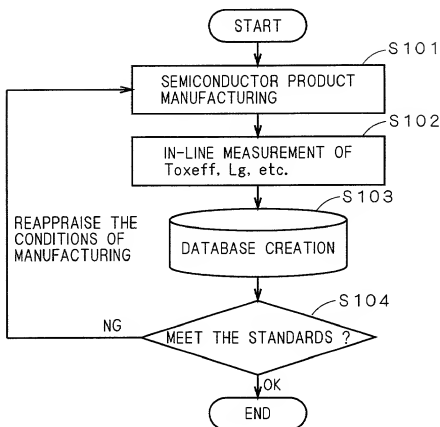 START
S101
SEMICONDUCTOR PRODUCT
MANUFACTURING
S102
IN-LINE MEASUREMENT OF
Toxeff, Lg, etc.
S103
DATABASE CREATION
REAPPRAISE THE
CONDITIONS OF
MANUFACTURING
S104
NG
MEET THE STANDARDS ?
OK
END